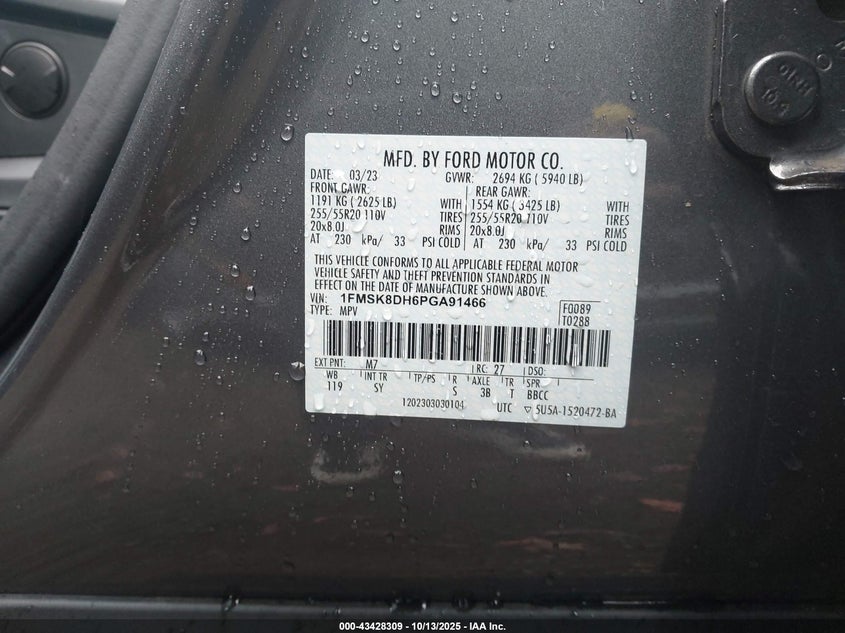 MFD. BY FORD MOTOR CO.
DATE: 03/23 GVWR: 2694 KG ( 5940 LB)
FRONT GAWR: REAR GAWR:
1191 KG ( 2625 LB) WITH 1554 KG ( 3425 LB) WITH
255/55R20 110V TIRES 255/55R20 110V TIRES
20x8.0J RIMS 20x8.0J RIMS
AT 230 kPa/ 33 PSI COLD AT 230 kPa/ 33 PSI COLD
THIS VEHICLE CONFORMS TO ALL APPLICABLE FEDERAL MOTOR
VEHICLE SAFETY AND THEFT PREVENTION STANDARDS IN
EFFECT ON THE DATE OF MANUFACTURE SHOWN ABOVE.
VIN: 1FMSK8DH6PGA91466 F0089
TYPE: MPV T0288
EXT PNT: M7 RC: 27 DSO:
WB INT TR TP/PS R AXLE TR SPR
119 SY S 3B T BBCC
1202303030104 UTC 5U5A-1520472-BA
000-43428309 - 10/13/2025 - IAA Inc.